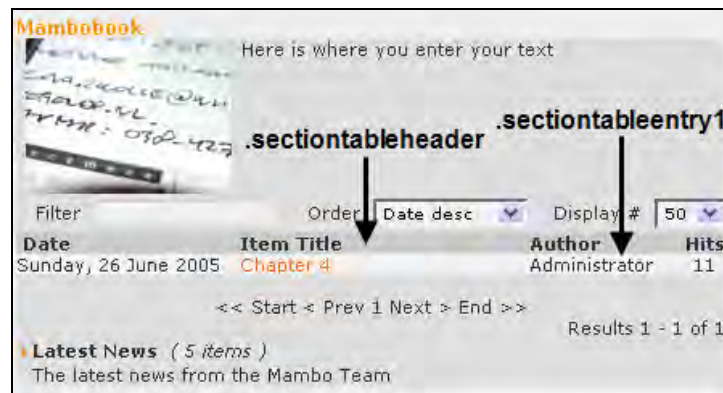 Mambobook
Here is where you enter your text
.sectiontableheader
.sectiontableentry1
Filter Order Date desc Display # 50
Date Item Title Author Hits
Sunday, 26 June 2005 Chapter 4 Administrator 11
<< Start < Prev 1 Next > End >>
Results 1 - 1 of 1
Latest News ( 5 items )
The latest news from the Mambo Team